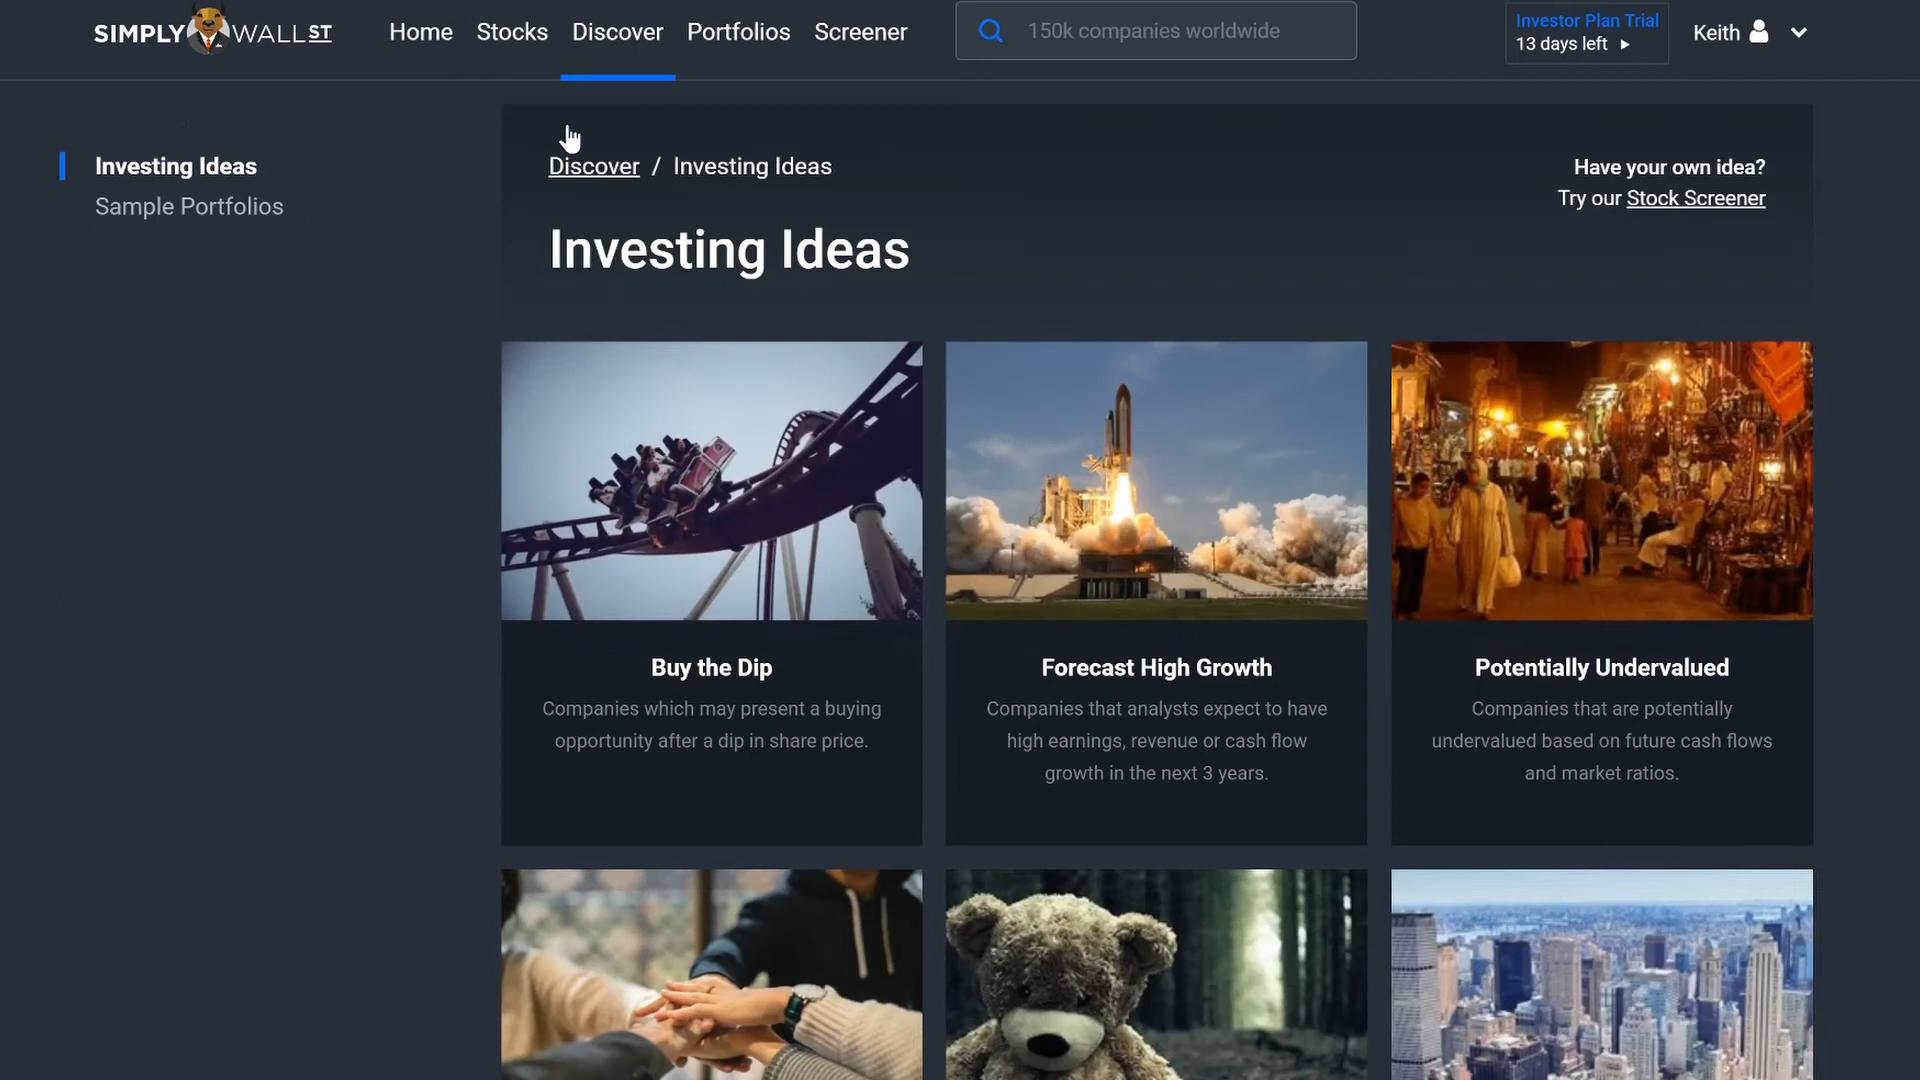 SIMPLY WALLST
Home Stocks Discover Portfolios Screener
150k companies worldwide
Investor Plan Trial
13 days left
Keith
Investing Ideas
Sample Portfolios
Discover / Investing Ideas
Have your own idea?
Try our Stock Screener
Investing Ideas
Buy the Dip
Companies which may present a buying
opportunity after a dip in share price.
Forecast High Growth
Companies that analysts expect to have
high earnings, revenue or cash flow
growth in the next 3 years.
Potentially Undervalued
Companies that are potentially
undervalued based on future cash flows
and market ratios.